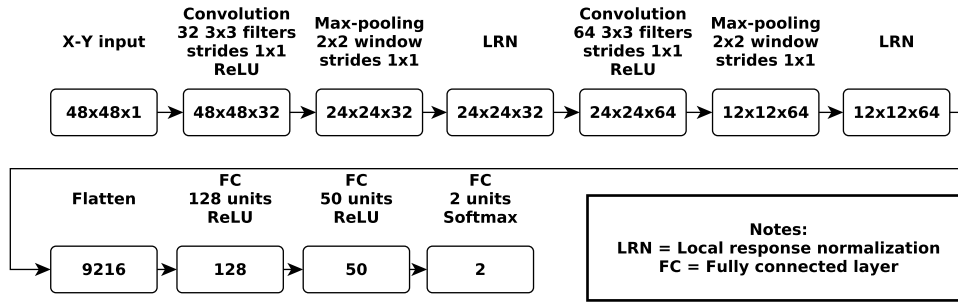 X-Y input
Convolution
32 3x3 filters
strides 1x1
ReLU
Max-pooling
2x2 window
strides 1x1
LRN
Convolution
64 3x3 filters
strides 1x1
ReLU
Max-pooling
2x2 window
strides 1x1
LRN
48x48x1
48x48x32
24x24x32
24x24x32
24x24x64
12x12x64
12x12x64
Flatten
FC
128 units
ReLU
FC
50 units
ReLU
FC
2 units
Softmax
9216
128
50
2
Notes:
LRN = Local response normalization
FC = Fully connected layer